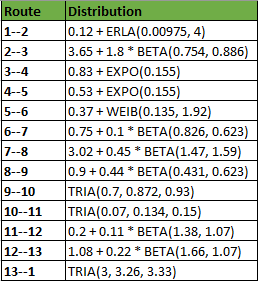 Route Distribution
1--2 0.12 + ERLA(0.00975, 4)
2--3 3.65 + 1.8 * BETA(0.754, 0.886)
3--4 0.83 + EXPO(0.155)
4--5 0.53 + EXPO(0.155)
5--6 0.37 + WEIB(0.135, 1.92)
6--7 0.75 + 0.1 * BETA(0.826, 0.623)
7--8 3.02 + 0.45 * BETA(1.47, 1.59)
8--9 0.9 + 0.44 * BETA(0.431, 0.623)
9--10 TRIA(0.7, 0.872, 0.93)
10--11 TRIA(0.07, 0.134, 0.15)
11--12 0.2 + 0.11 * BETA(1.38, 1.07)
12--13 1.08 + 0.22 * BETA(1.66, 1.07)
13--1 TRIA(3, 3.26, 3.33)